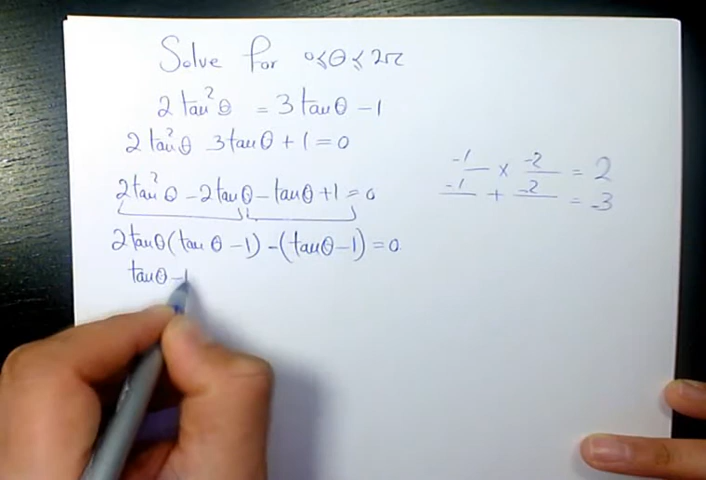 Solve for 0≤θ≤2π
2tan²θ = 3tanθ - 1
2tan²θ 3tanθ + 1 = 0
2tan²θ - 2tanθ - tanθ + 1 = 0
2tanθ(tanθ - 1) - (tanθ - 1) = 0
tanθ - 1
-1 × -2 = 2
-1 + -2 = -3